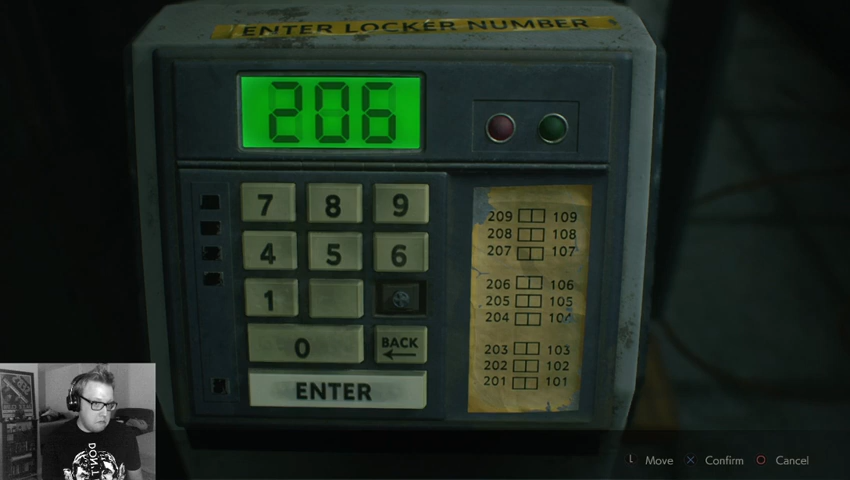 ENTER LOCKER NUMBER
206
7 8 9
4 5 6
1
0 BACK
ENTER
209 109
208 108
207 107
206 106
205 105
204 104
203 103
202 102
201 101
L Move X Confirm O Cancel